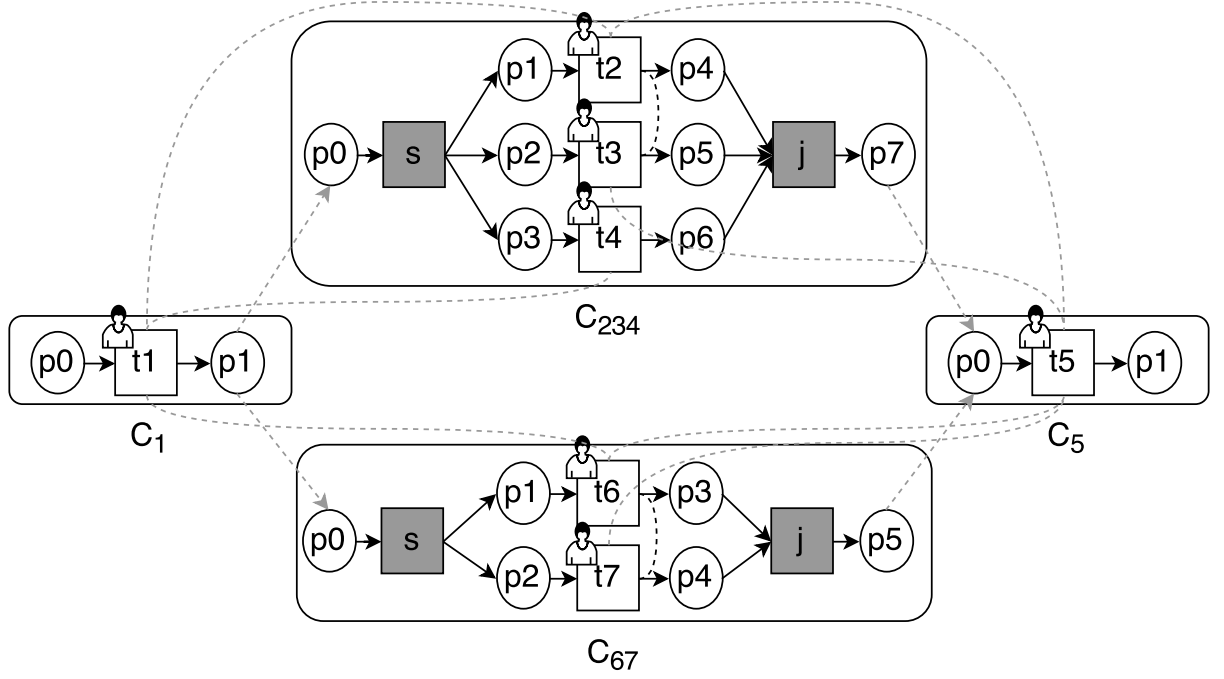 p1 t2 p4
p0 s p2 t3 p5 j p7
p3 t4 p6
C234
p0 t1 p1
C1
p0 t5 p1
C5
p1 t6 p3
p0 s j p5
p2 t7 p4
C67